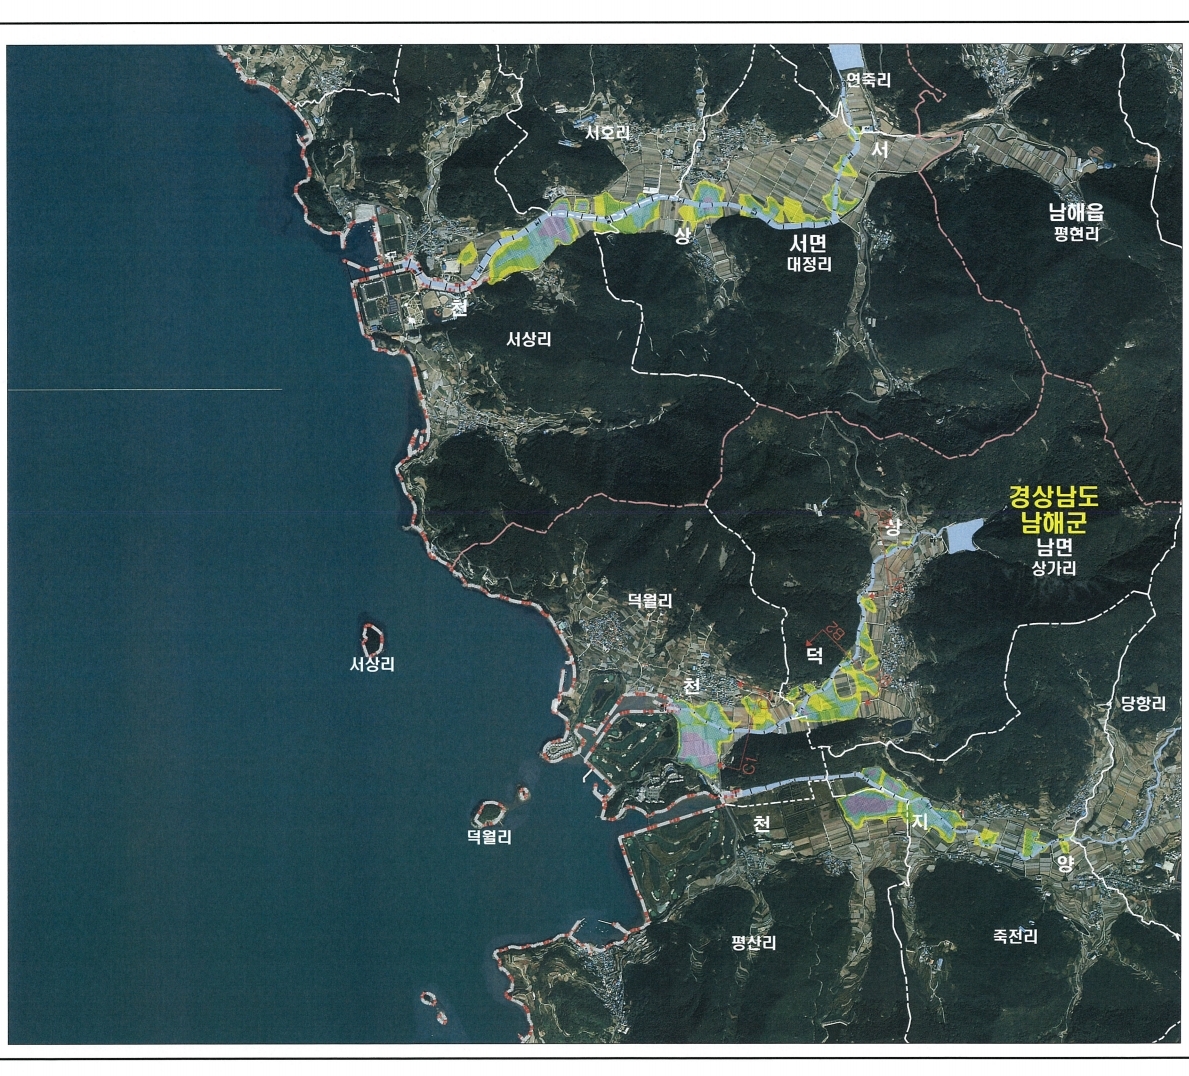 연죽리
서호리
서
남해읍
평현리
상
서면
대정리
천
서상리
경상남도
남해군
상
남면
상가리
덕월리
B2
덕
서상리
천
당항리
G1
천
지
덕월리
양
평산리
죽전리